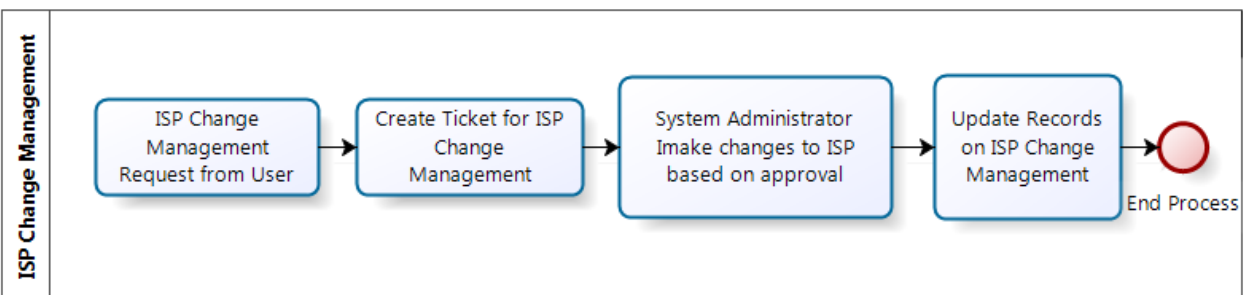 ISP Change Management
ISP Change
Management
Request from User
Create Ticket for ISP
Change
Management
System Administrator
Imake changes to ISP
based on approval
Update Records
on ISP Change
Management
End Process